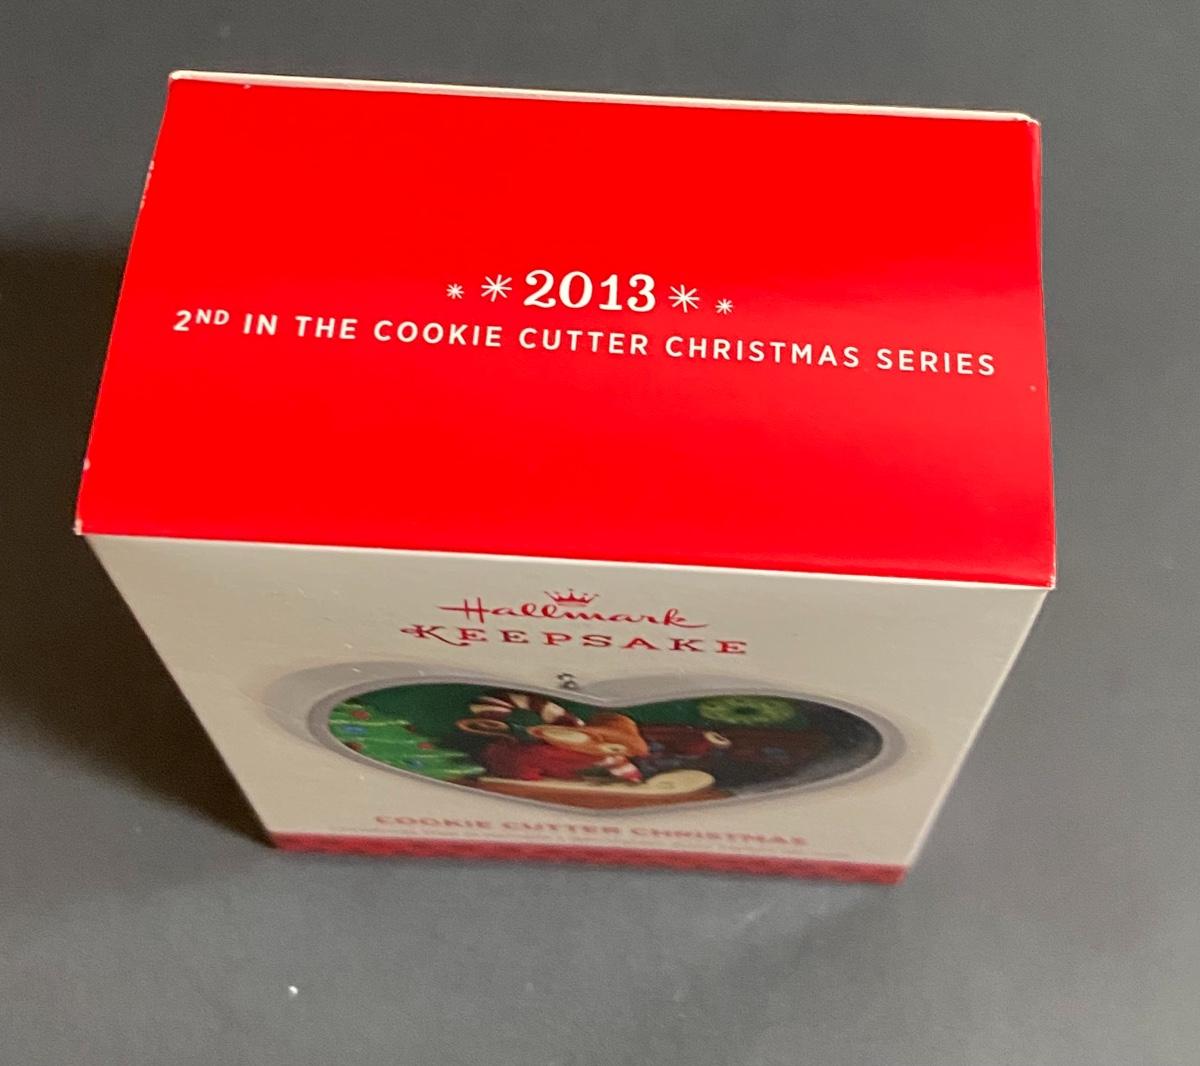 * * 2013 * *
2ND IN THE COOKIE CUTTER CHRISTMAS SERIES
Hallmark
KEEPSAKE
COOKIE CUTTER CHRISTMAS